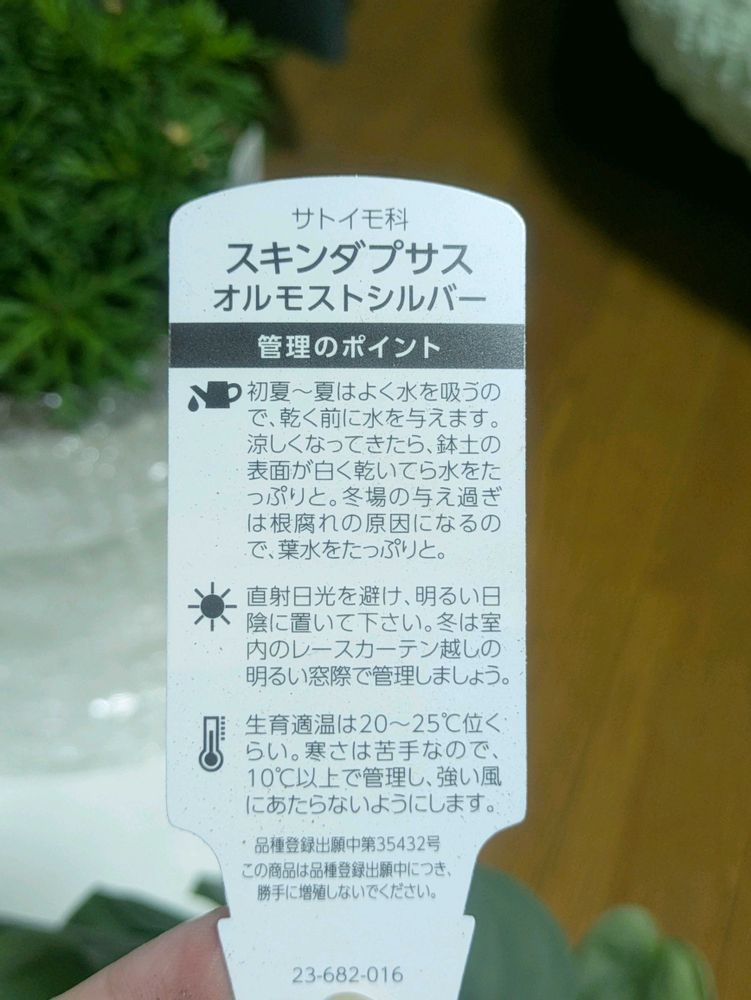 サトイモ科
スキンダプサス
オルモストシルバー
管理のポイント
初夏～夏はよく水を吸うの
で、乾く前に水を与えます。
涼しくなってきたら、鉢土の
表面が白く乾いてら水をた
っぷりと。冬場の与え過ぎ
は根腐れの原因になるの
で、葉水をたっぷりと。
直射日光を避け、明るい日
陰に置いて下さい。冬は室
内のレースカーテン越しの
明るい窓際で管理しましょう。
生育適温は20～25℃位く
らい。寒さは苦手なので、
10℃以上で管理し、強い風
にあたらないようにします。
品種登録出願中第35432号
この商品は品種登録出願中につき、
勝手に増殖しないでください。
23-682-016